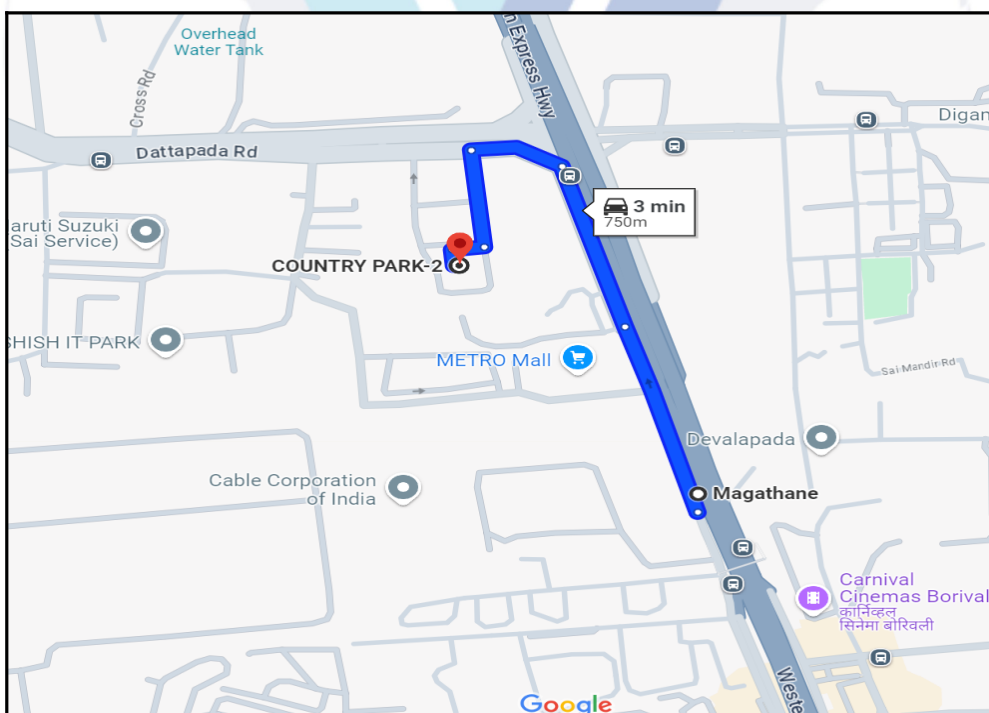 Overhead
Water Tank
Cross Rd
n Express Hwy
Digan
Dattapada Rd
3 min
750m
aruti Suzuki
Sai Service)
COUNTRY PARK-2
SHISH IT PARK
METRO Mall
Sai Mandir Rd
Devalapada
Cable Corporation
of India
Magathane
Carnival
Cinemas Borival
कार्निव्हल
सिनेमा बोरिवली
Weste
Google